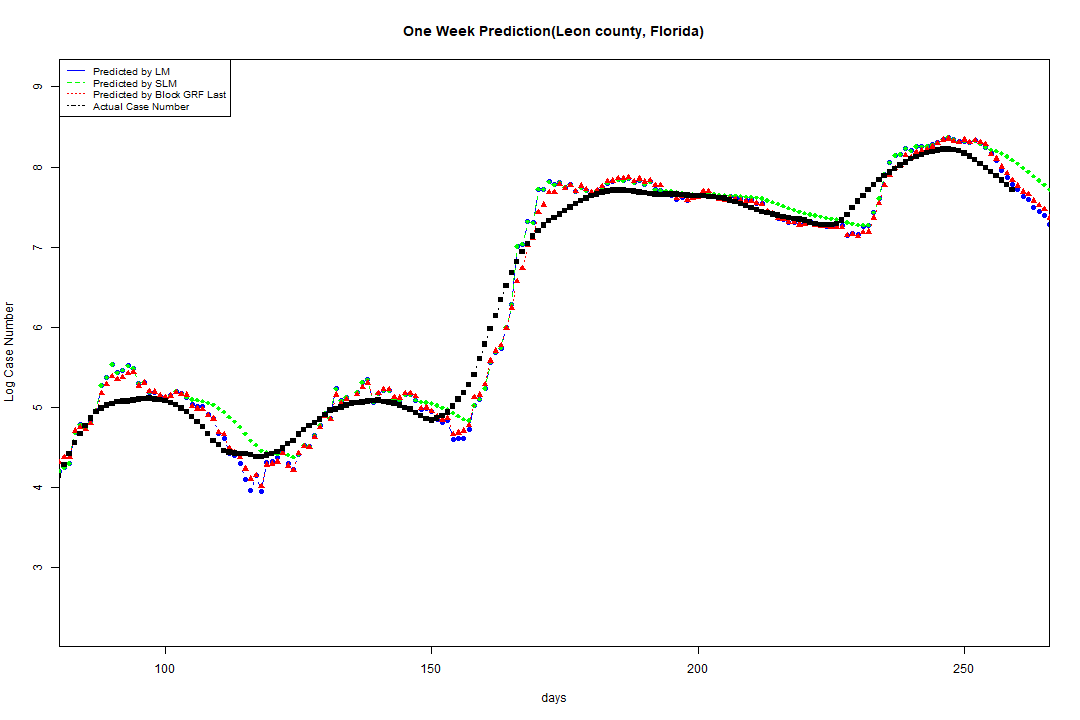 One Week Prediction(Leon county, Florida)
Predicted by LM
Predicted by SLM
Predicted by Block GRF Last
Actual Case Number
9
8
7
6
5
4
3
Log Case Number
100 150 200 250
days